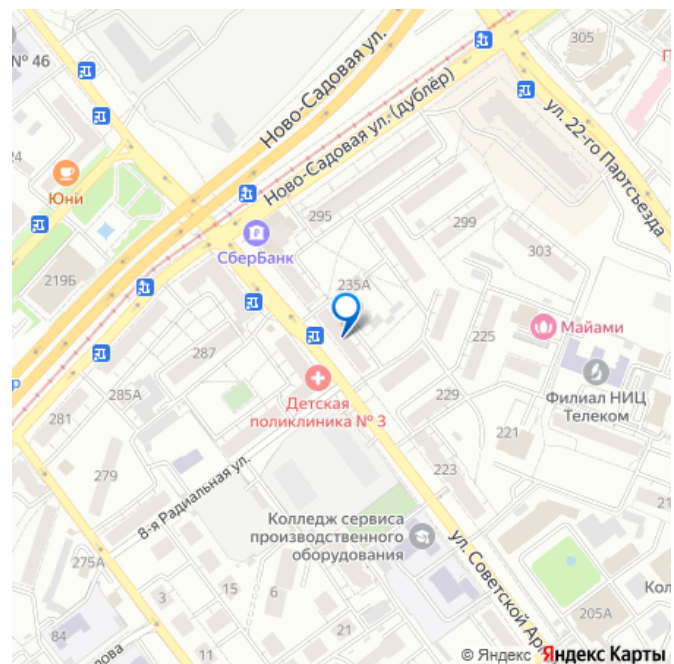 305
№ 46
Ново-Садовая ул.
Ново-Садовая ул. (дублёр)
ул. 22-го Партсъезда
24
Юни
295
299
303
СберБанк
219Б
235А
287
225
Майами
285А
Филиал НИЦ
Телеком
281
Детская
поликлиника № 3
229
221
279
223
8-я Радиальная ул.
Колледж сервиса
производственного
оборудования
ул. Советской Ар
21
275А
15
6
3
Кол
205А
84
21
11
дова
© Яндекс
Яндекс Карты